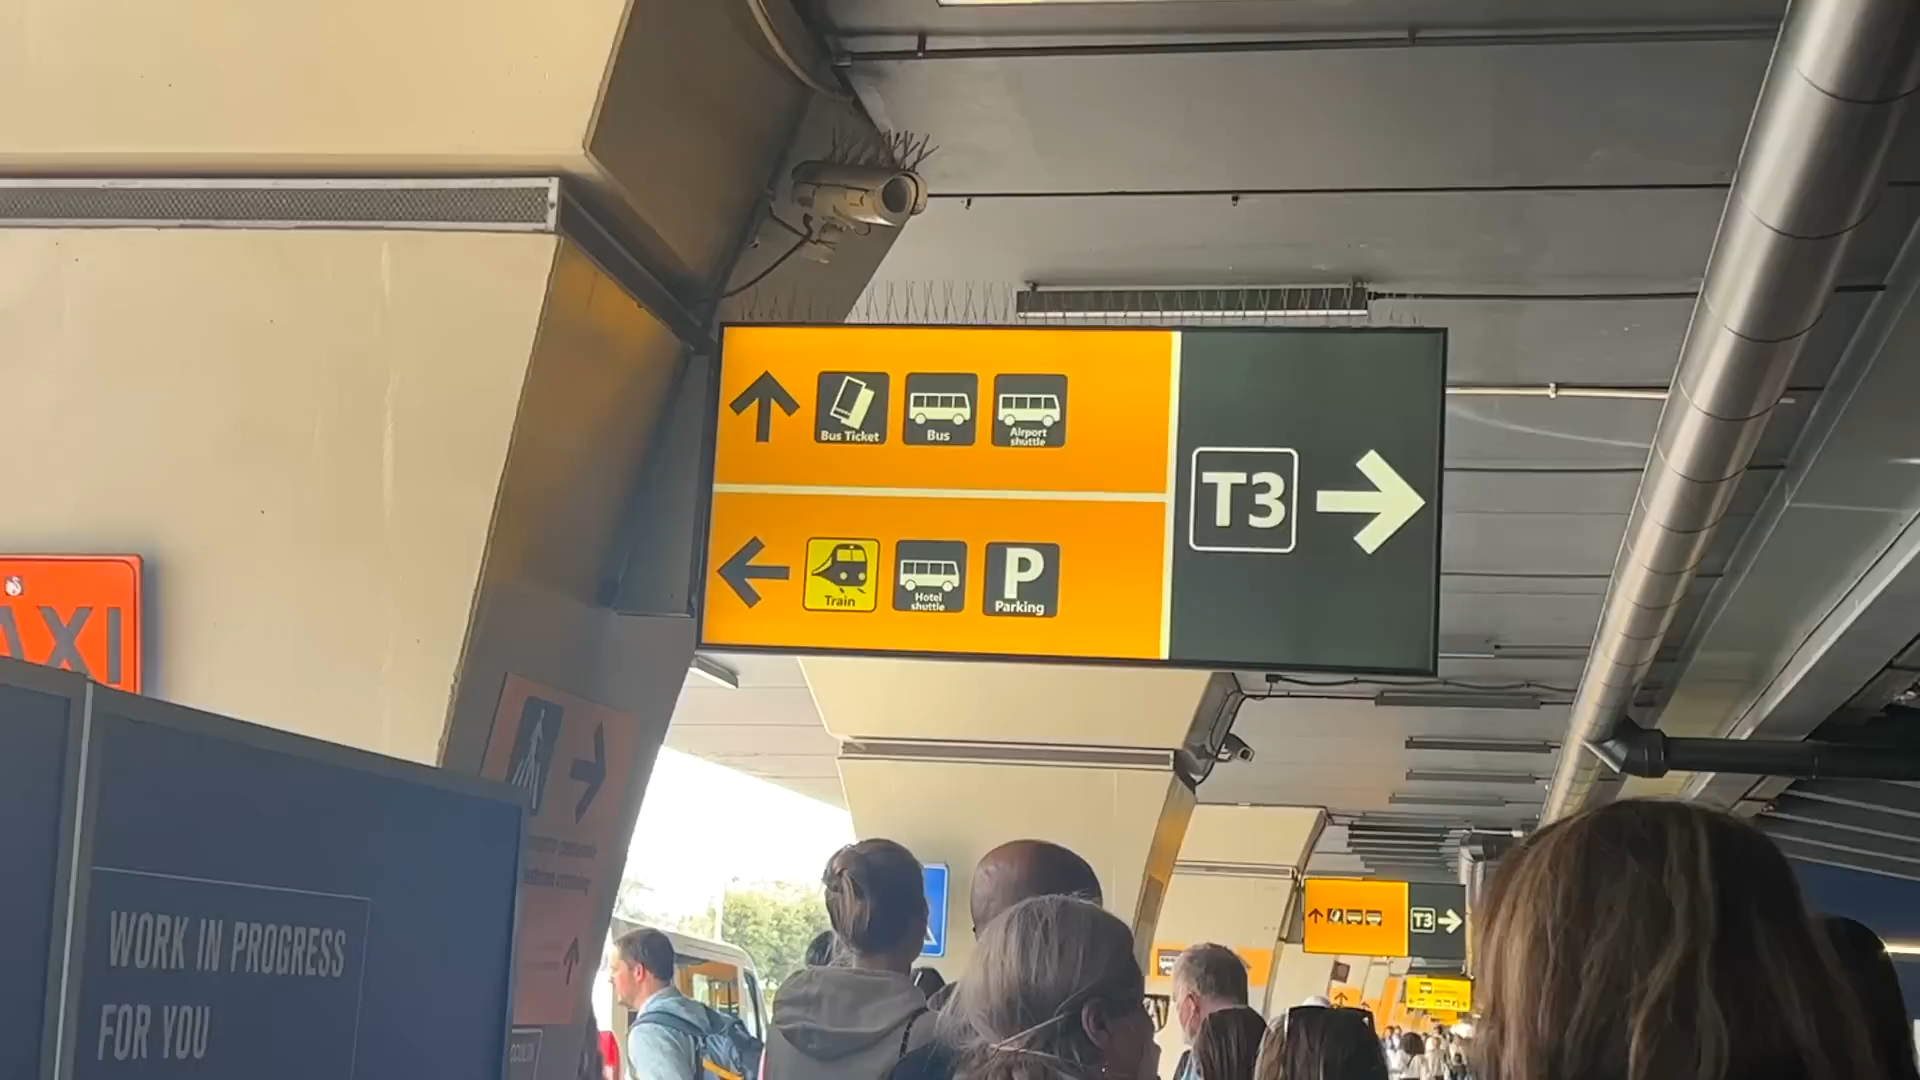 Bus Ticket
Bus
Airport
shuttle
Train
Hotel
shuttle
P
Parking
T3
AXI
WORK IN PROGRESS
FOR YOU
T3